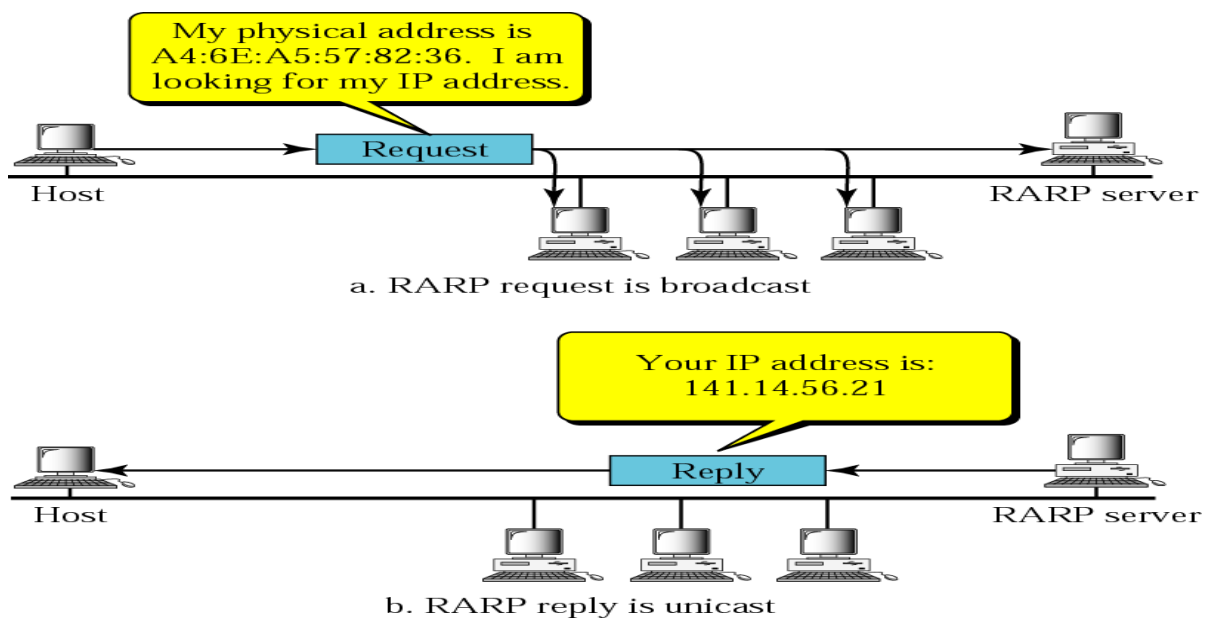 My physical address is
A4:6E:A5:57:82:36.  I am
looking for my IP address.
Request
Host
RARP server
a. RARP request is broadcast
Your IP address is:
141.14.56.21
Reply
Host
RARP server
b. RARP reply is unicast